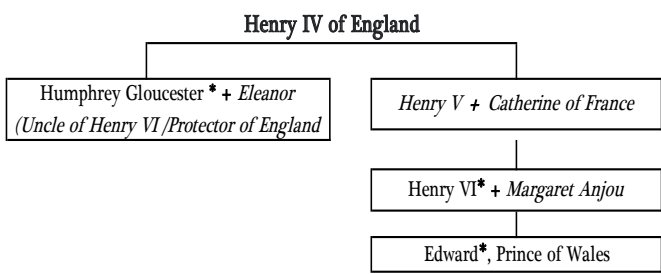 Henry IV of England
Humphrey Gloucester * + Eleanor
(Uncle of Henry VI /Protector of England
Henry V + Catherine of France
Henry VI* + Margaret Anjou
Edward*, Prince of Wales